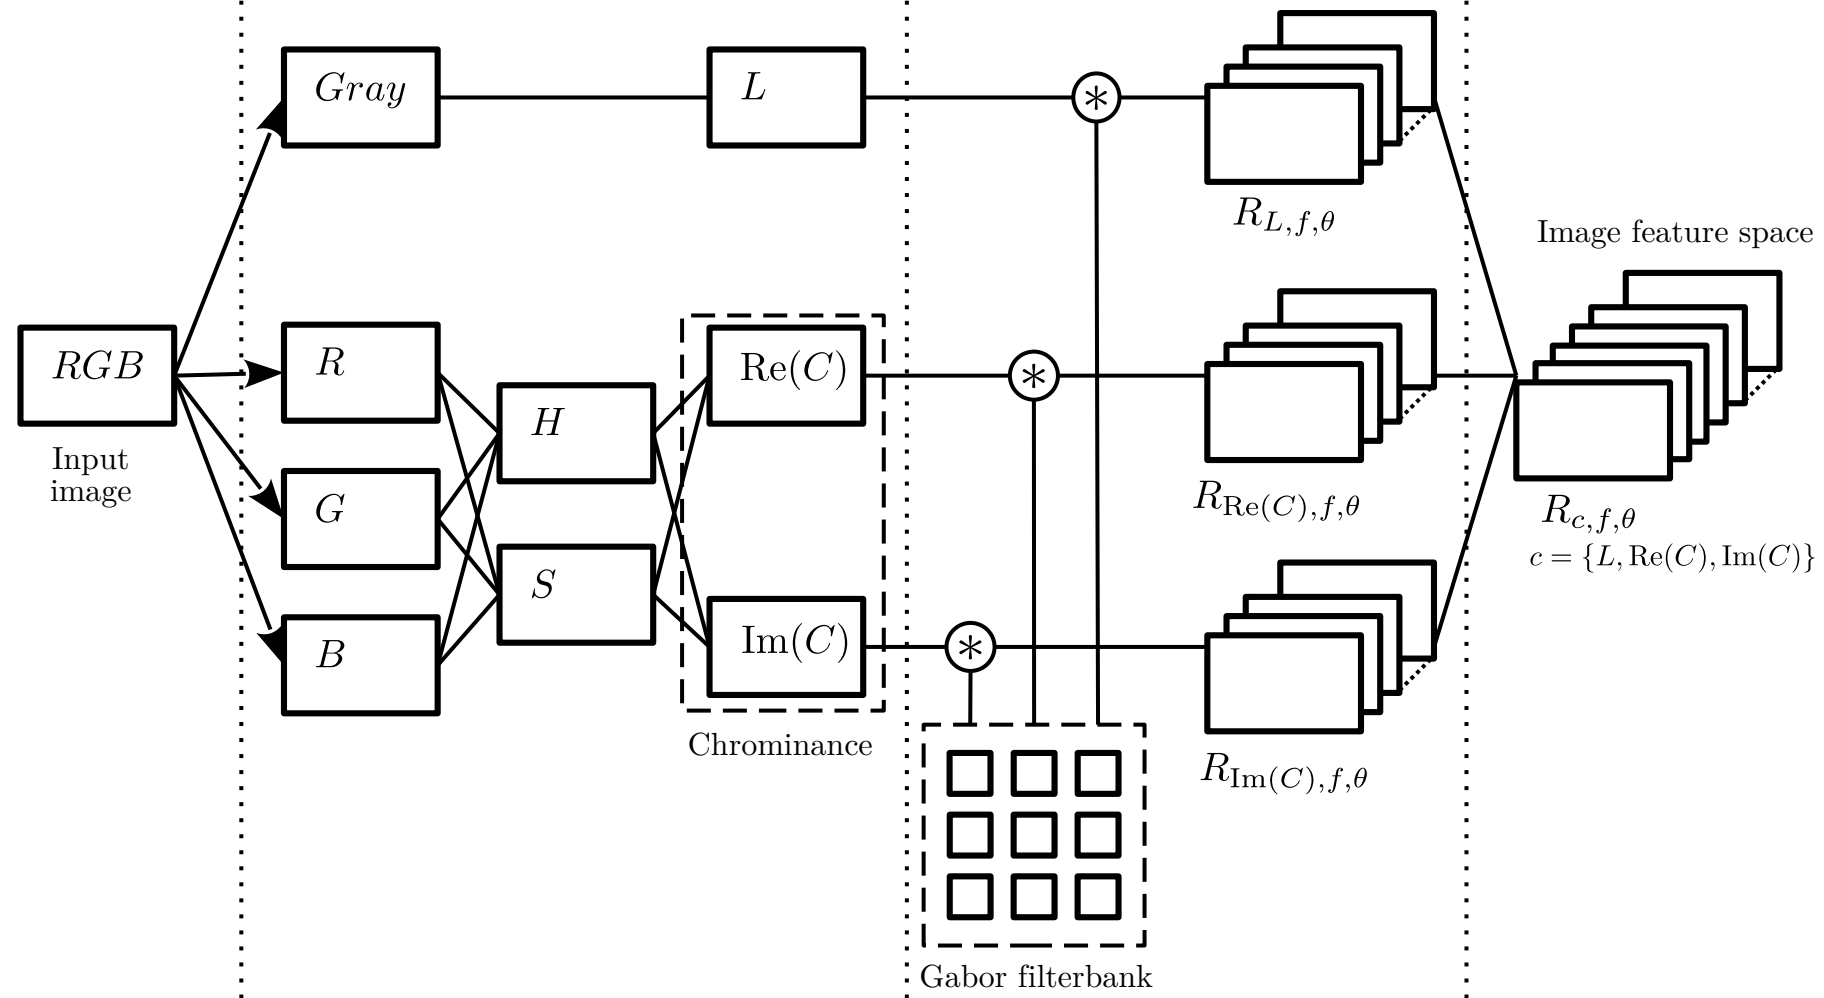 Gray
L
∗
R_{L,f,θ}
Image feature space
RGB
Input
image
R
G
B
H
S
Re(C)
Im(C)
Chrominance
∗
∗
R_{Re(C),f,θ}
R_{Im(C),f,θ}
Gabor filterbank
R_{c,f,θ}
c = {L, Re(C), Im(C)}